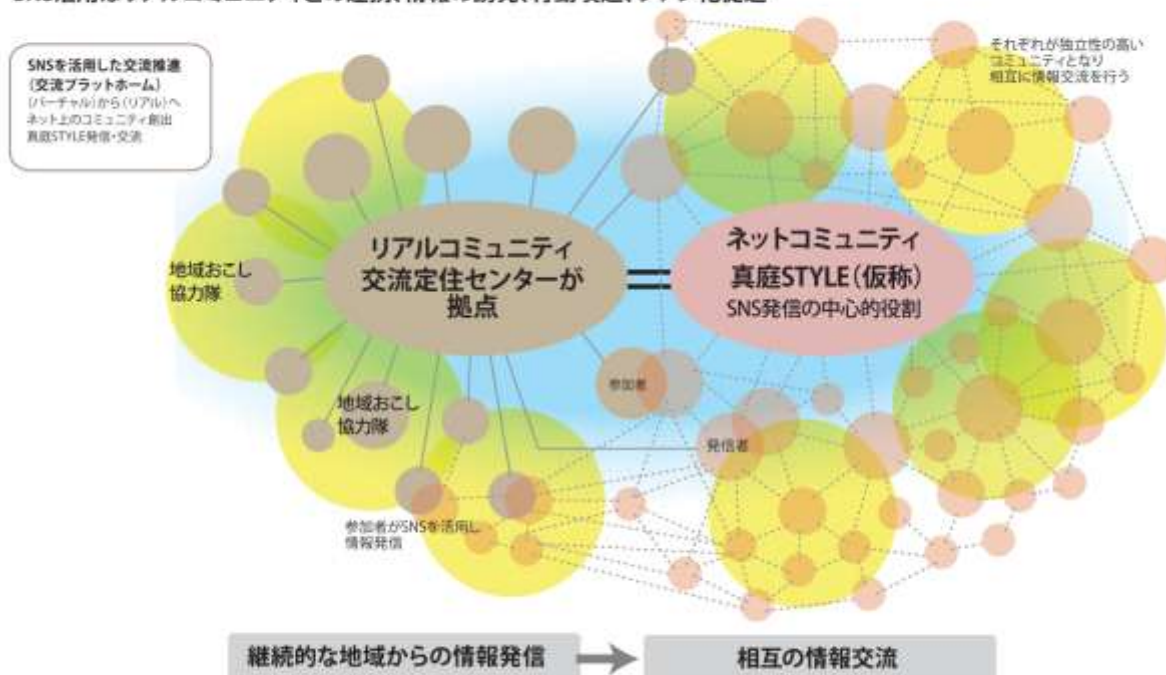 SNSを活用した交流推進
(交流プラットホーム)
(バーチャル)から(リアル)へ
ネット上のコミュニティ創出
真庭STYLE発信・交流
それぞれが独立性の高い
コミュニティとなり
相互に情報交流を行う
リアルコミュニティ
交流定住センターが
拠点
ネットコミュニティ
真庭STYLE(仮称)
SNS発信の中心的役割
地域おこし
協力隊
参加者
地域おこし
協力隊
発信者
参加者がSNSを活用し
情報発信
継続的な地域からの情報発信
相互の情報交流